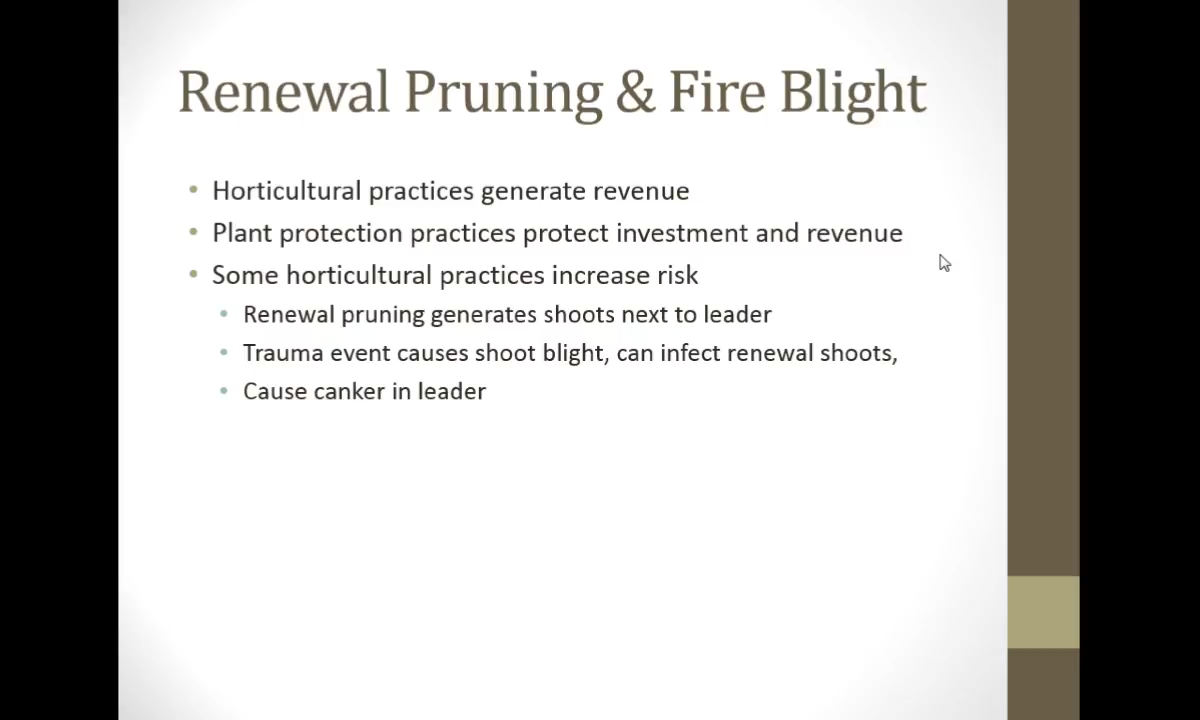 Renewal Pruning & Fire Blight
• Horticultural practices generate revenue
• Plant protection practices protect investment and revenue
• Some horticultural practices increase risk
• Renewal pruning generates shoots next to leader
• Trauma event causes shoot blight, can infect renewal shoots,
• Cause canker in leader